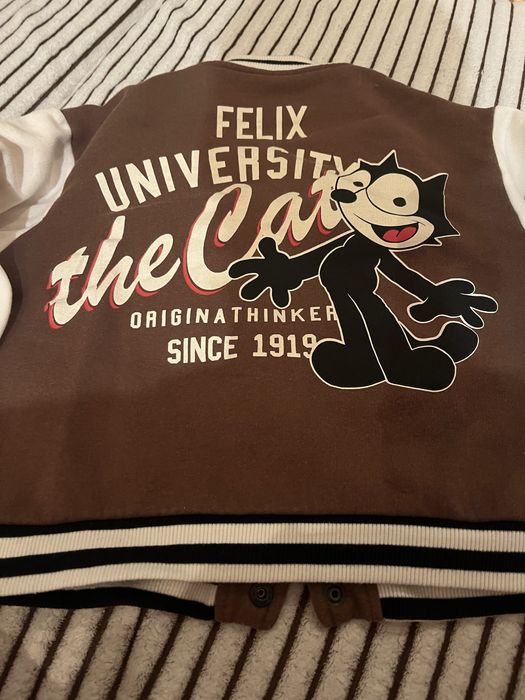 FELIX
UNIVERSITY
the Cat
ORIGINATHINKER
SINCE 1919